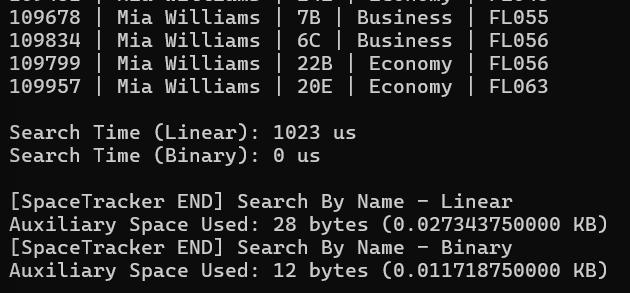 109678 | Mia Williams | 7B | Business | FL055
109834 | Mia Williams | 6C | Business | FL056
109799 | Mia Williams | 22B | Economy | FL056
109957 | Mia Williams | 20E | Economy | FL063
Search Time (Linear): 1023 us
Search Time (Binary): 0 us
[SpaceTracker END] Search By Name - Linear
Auxiliary Space Used: 28 bytes (0.027343750000 KB)
[SpaceTracker END] Search By Name - Binary
Auxiliary Space Used: 12 bytes (0.011718750000 KB)